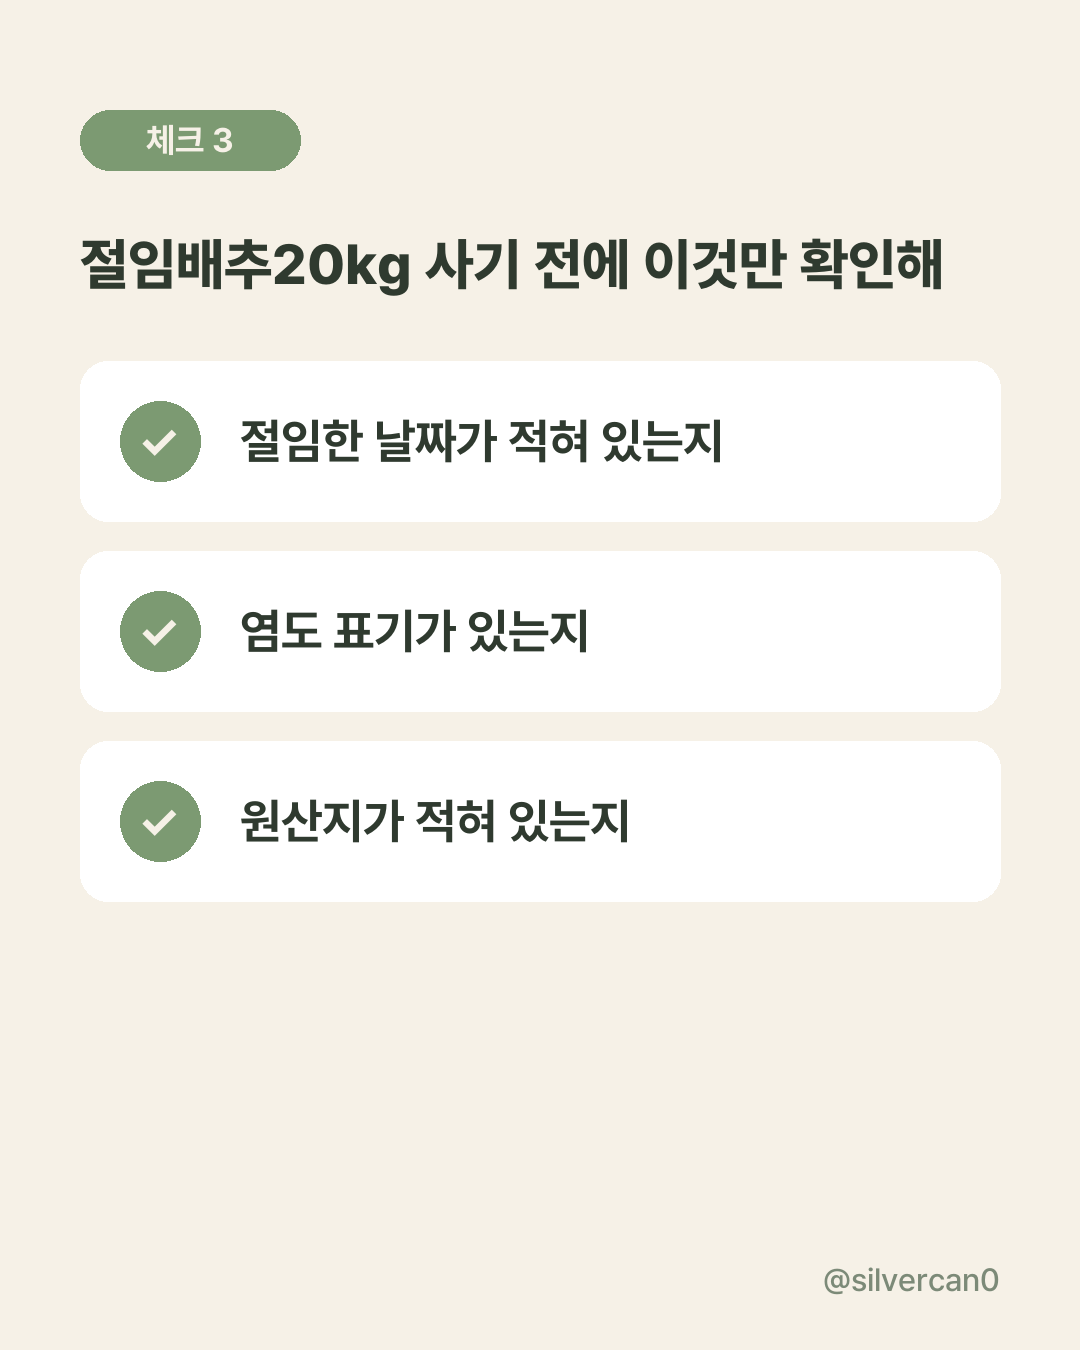 체크 3
절임배추20kg 사기 전에 이것만 확인해
절임한 날짜가 적혀 있는지
염도 표기가 있는지
원산지가 적혀 있는지
@silvercan0